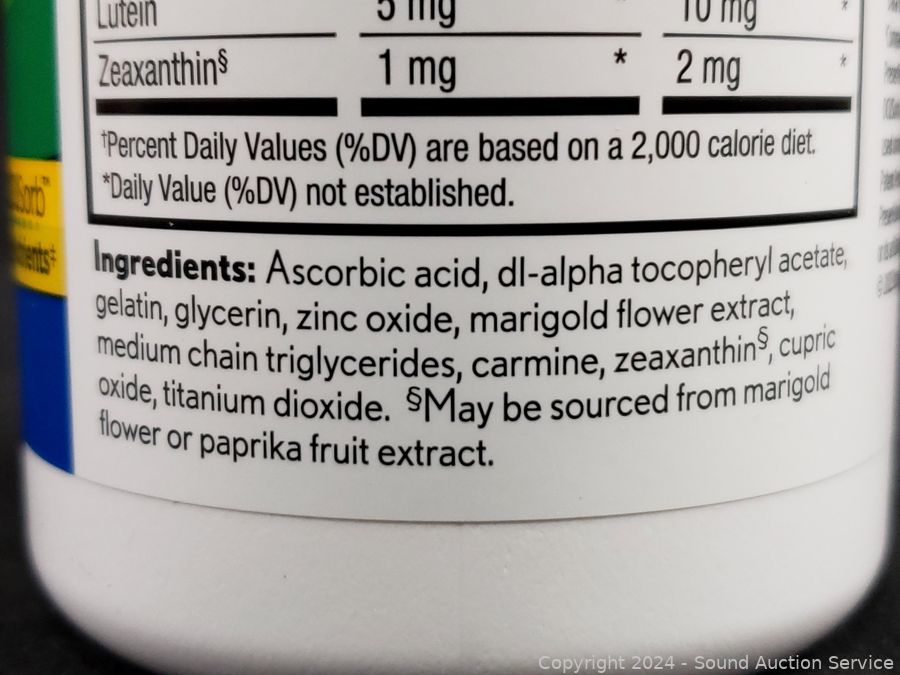 Lutein 5 mg * 10 mg *
Zeaxanthin§ 1 mg * 2 mg *
†Percent Daily Values (%DV) are based on a 2,000 calorie diet.
*Daily Value (%DV) not established.
Ingredients: Ascorbic acid, dl-alpha tocopheryl acetate,
gelatin, glycerin, zinc oxide, marigold flower extract,
medium chain triglycerides, carmine, zeaxanthin§, cupric
oxide, titanium dioxide. §May be sourced from marigold
flower or paprika fruit extract.
Copyright 2024 - Sound Auction Service